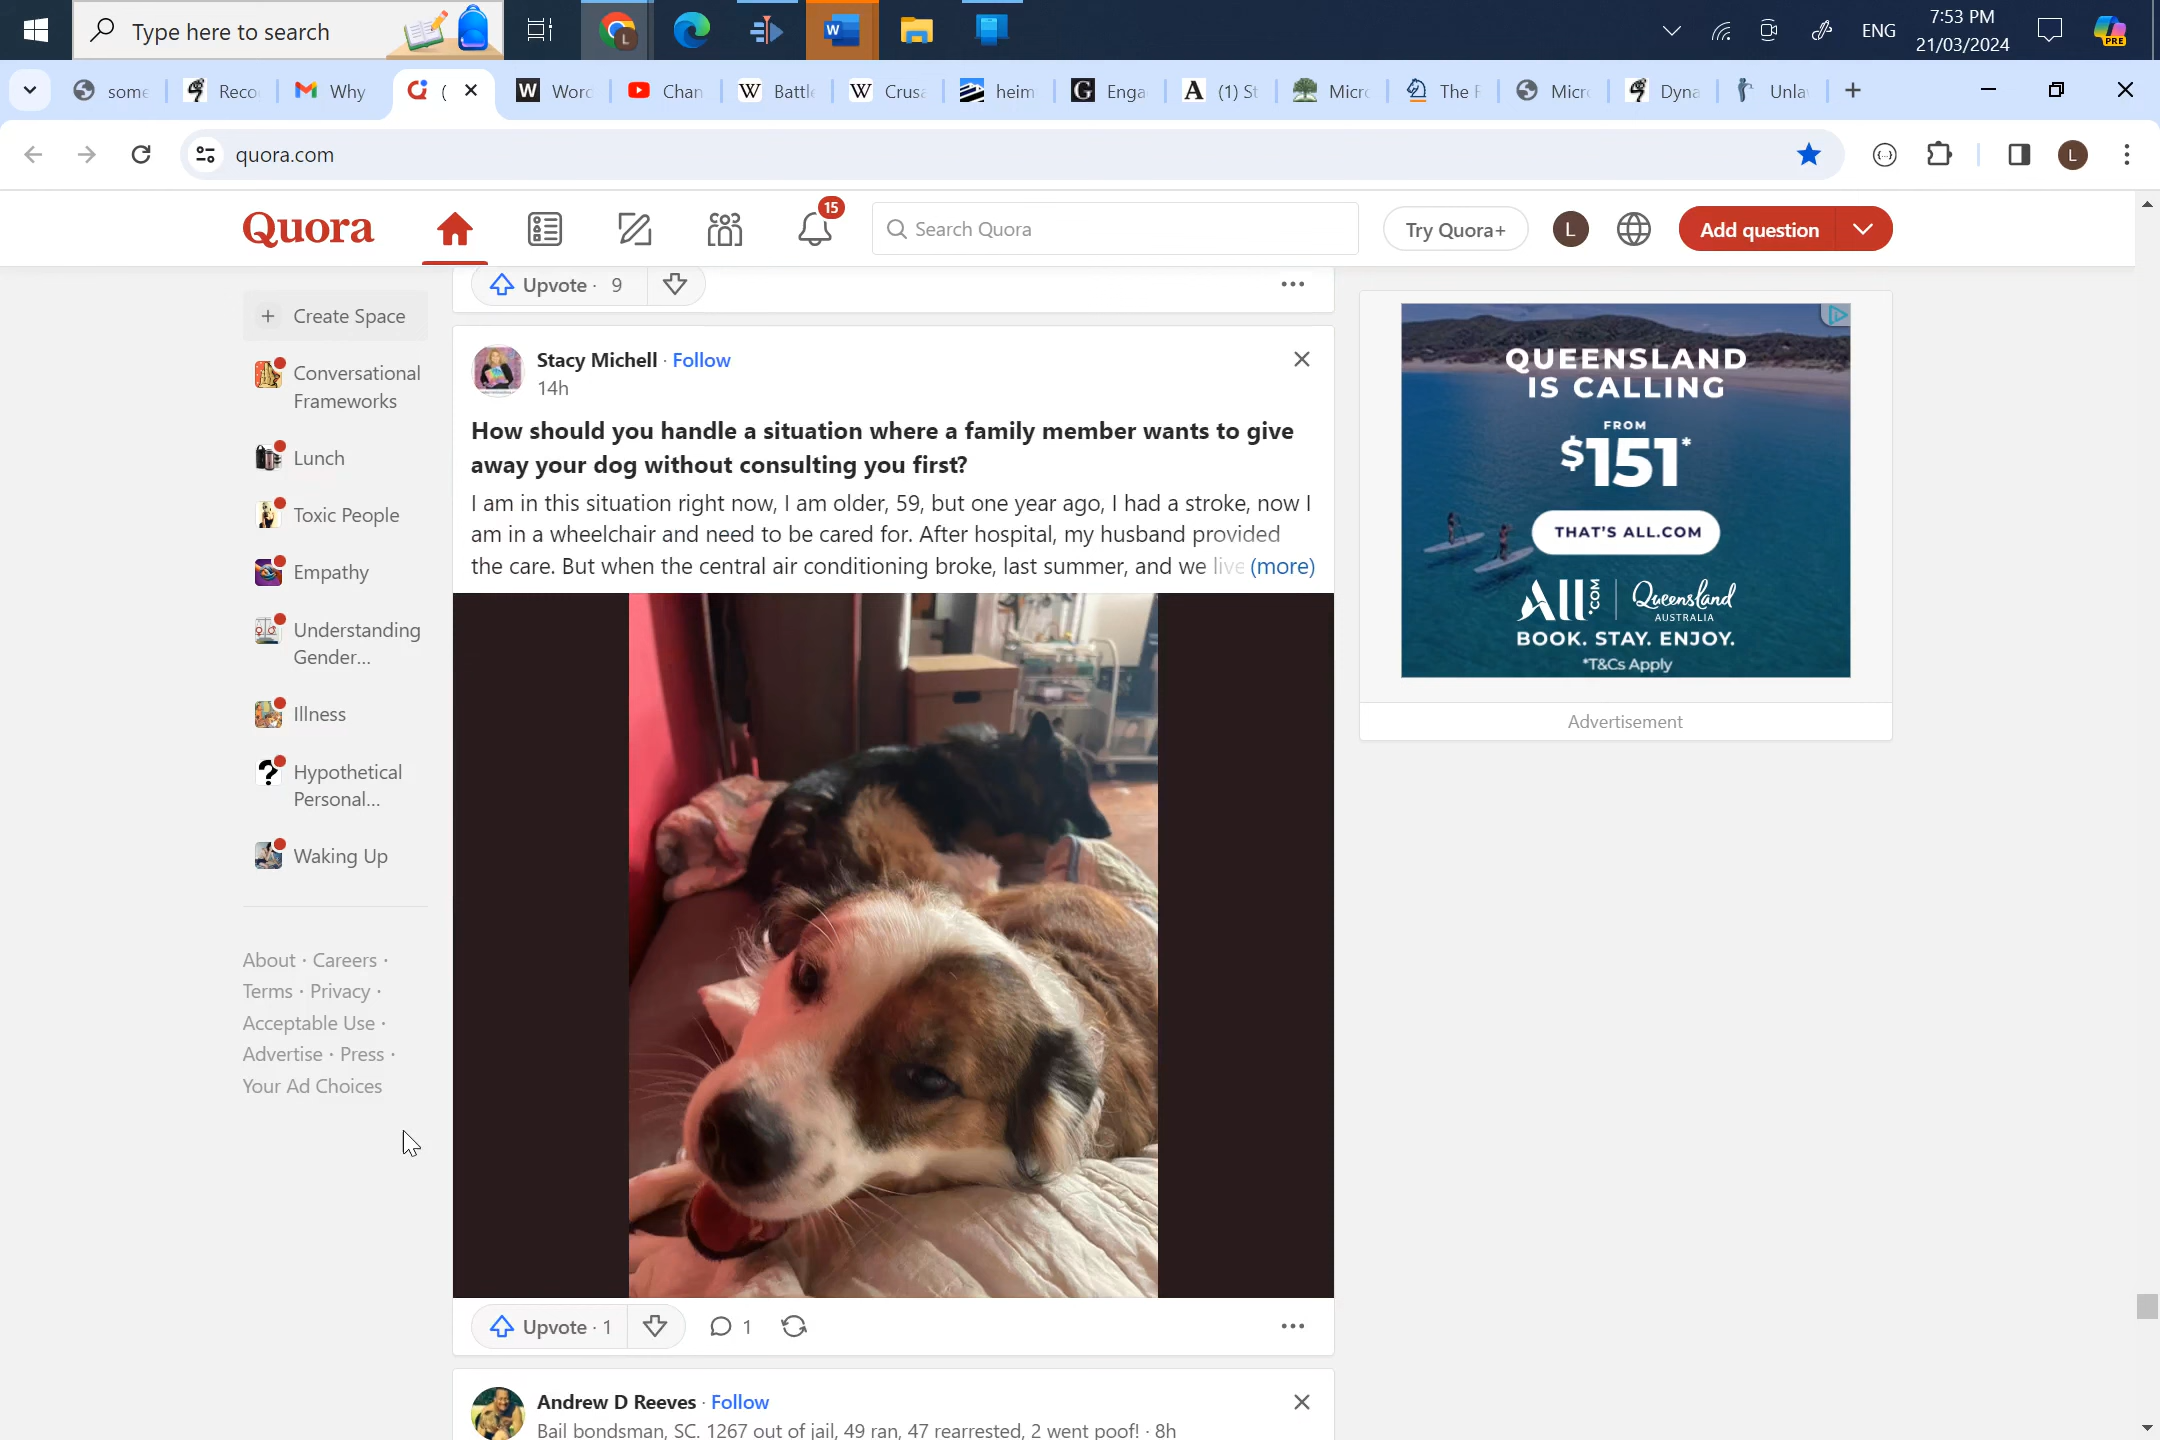 Type here to search
ENG
7:53 PM
21/03/2024
PRE
some
Reco
Why
(
Word
Chan
Battle
Crusa
heim
Enga
(1) St
Micro
The F
Micro
Dyna
Unla
quora.com
L
Quora
15
Search Quora
Try Quora+
L
Add question
Upvote · 9
Create Space
Conversational
Frameworks
Lunch
Toxic People
Empathy
Understanding
Gender...
Illness
Hypothetical
Personal...
Waking Up
About · Careers ·
Terms · Privacy ·
Acceptable Use ·
Advertise · Press ·
Your Ad Choices
Stacy Michell · Follow
14h
How should you handle a situation where a family member wants to give
away your dog without consulting you first?
I am in this situation right now, I am older, 59, but one year ago, I had a stroke, now I
am in a wheelchair and need to be cared for. After hospital, my husband provided
the care. But when the central air conditioning broke, last summer, and we live (more)
Upvote · 1
1
Andrew D Reeves · Follow
Bail bondsman, SC. 1267 out of jail, 49 ran, 47 rearrested, 2 went poof! · 8h
QUEENSLAND
IS CALLING
FROM
$151*
THAT'S ALL.COM
ALL.COM
Queensland
AUSTRALIA
BOOK. STAY. ENJOY.
*T&Cs Apply
Advertisement